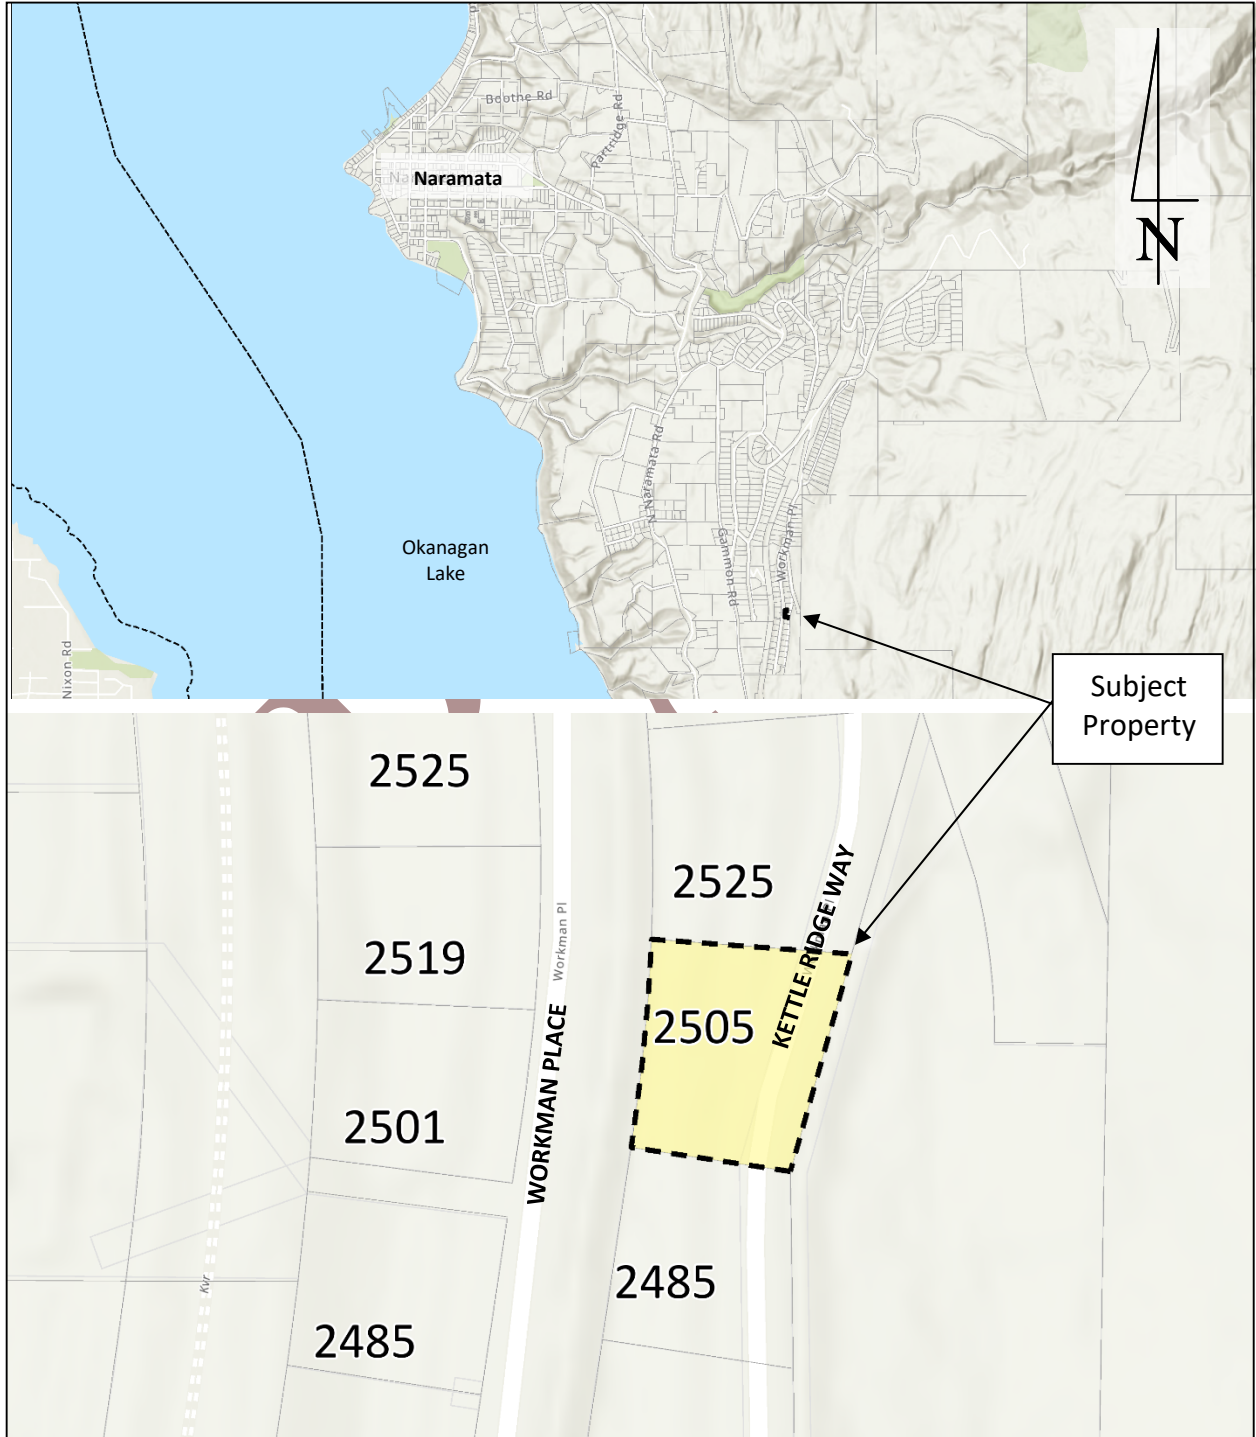 Boothe Rd
Partridge Rd
Naramata
N
N Naramata Rd
Okanagan
Lake
Gammon Rd
Workman Pl
Nixon Rd
Subject
Property
2525
2525
KETTLE RIDGE WAY
2519
Workman Pl
2505
WORKMAN PLACE
2501
2485
Kvr
2485